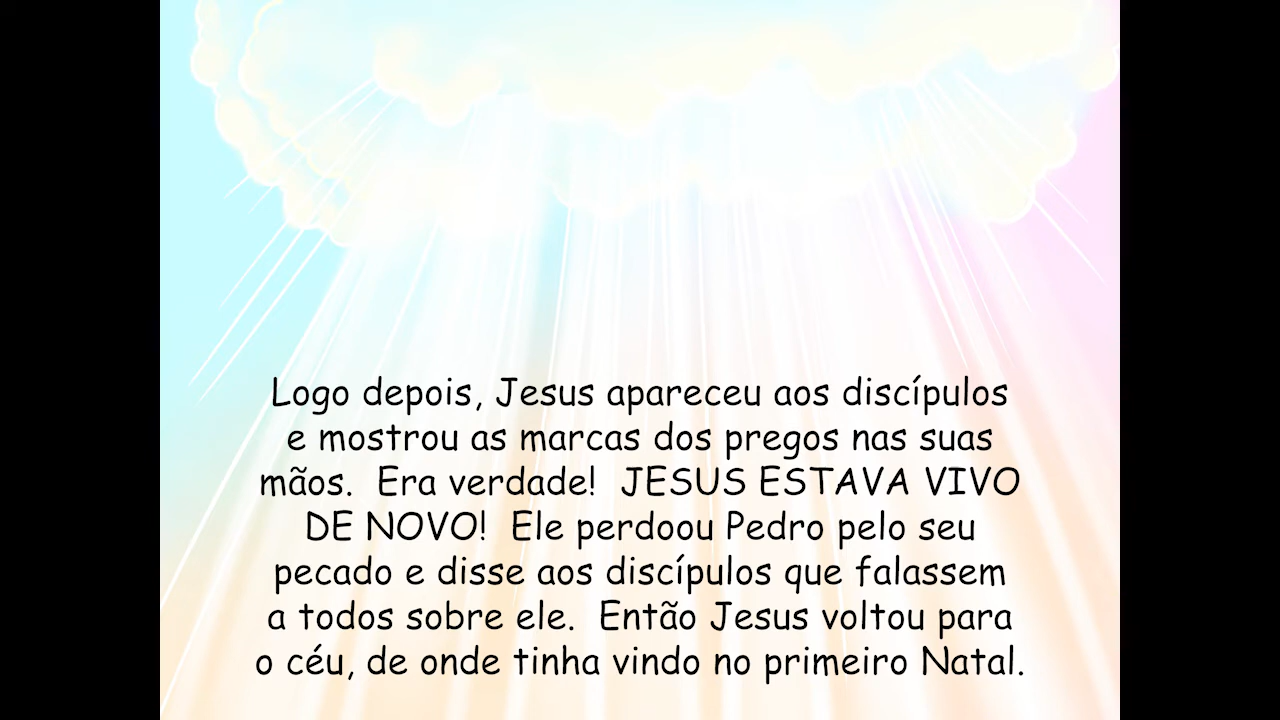 Logo depois, Jesus apareceu aos discípulos
e mostrou as marcas dos pregos nas suas
mãos.  Era verdade!  JESUS ESTAVA VIVO
DE NOVO!  Ele perdoou Pedro pelo seu
pecado e disse aos discípulos que falassem
a todos sobre ele.  Então Jesus voltou para
o céu, de onde tinha vindo no primeiro Natal.